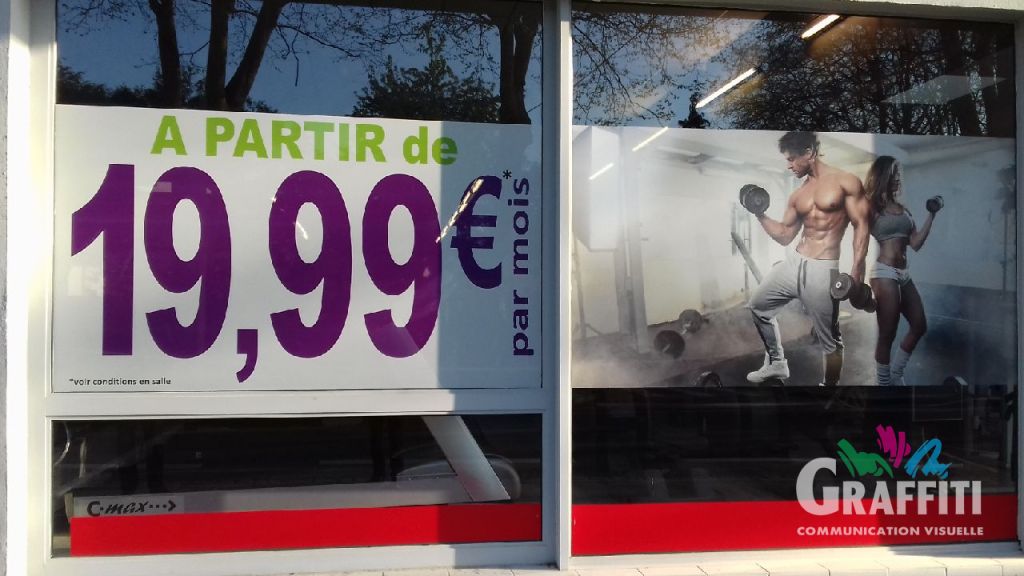 A PARTIR de
19,99€*
par mois
*voir conditions en salle
C·max···>
GRAFFITI
COMMUNICATION VISUELLE